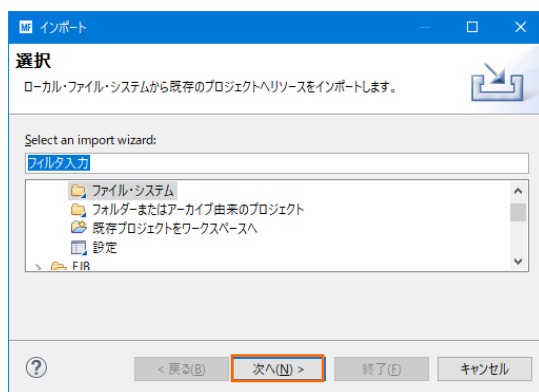 MF インポート
選択
ローカル・ファイル・システムから既存のプロジェクトへリソースをインポートします。
Select an import wizard:
フィルタ入力
ファイル・システム
フォルダーまたはアーカイブ由来のプロジェクト
既存プロジェクトをワークスペースへ
設定
EJB
< 戻る(B) 次へ(N) > 終了(F) キャンセル